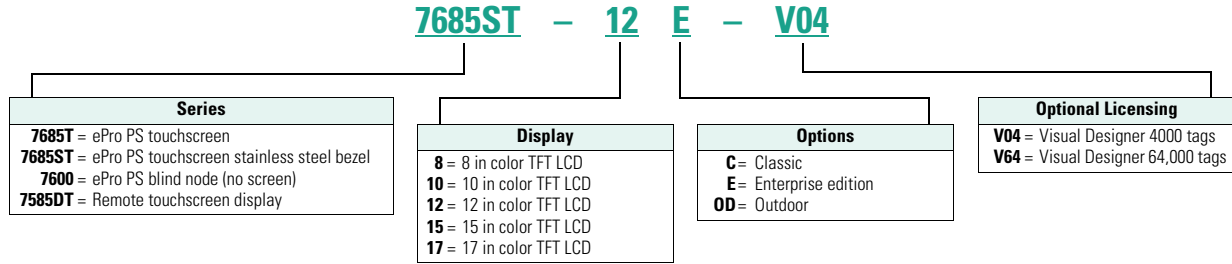 7685ST – 12 E – V04
Series
7685T = ePro PS touchscreen
7685ST = ePro PS touchscreen stainless steel bezel
7600 = ePro PS blind node (no screen)
7585DT = Remote touchscreen display
Display
8 = 8 in color TFT LCD
10 = 10 in color TFT LCD
12 = 12 in color TFT LCD
15 = 15 in color TFT LCD
17 = 17 in color TFT LCD
Options
C = Classic
E = Enterprise edition
OD = Outdoor
Optional Licensing
V04 = Visual Designer 4000 tags
V64 = Visual Designer 64,000 tags